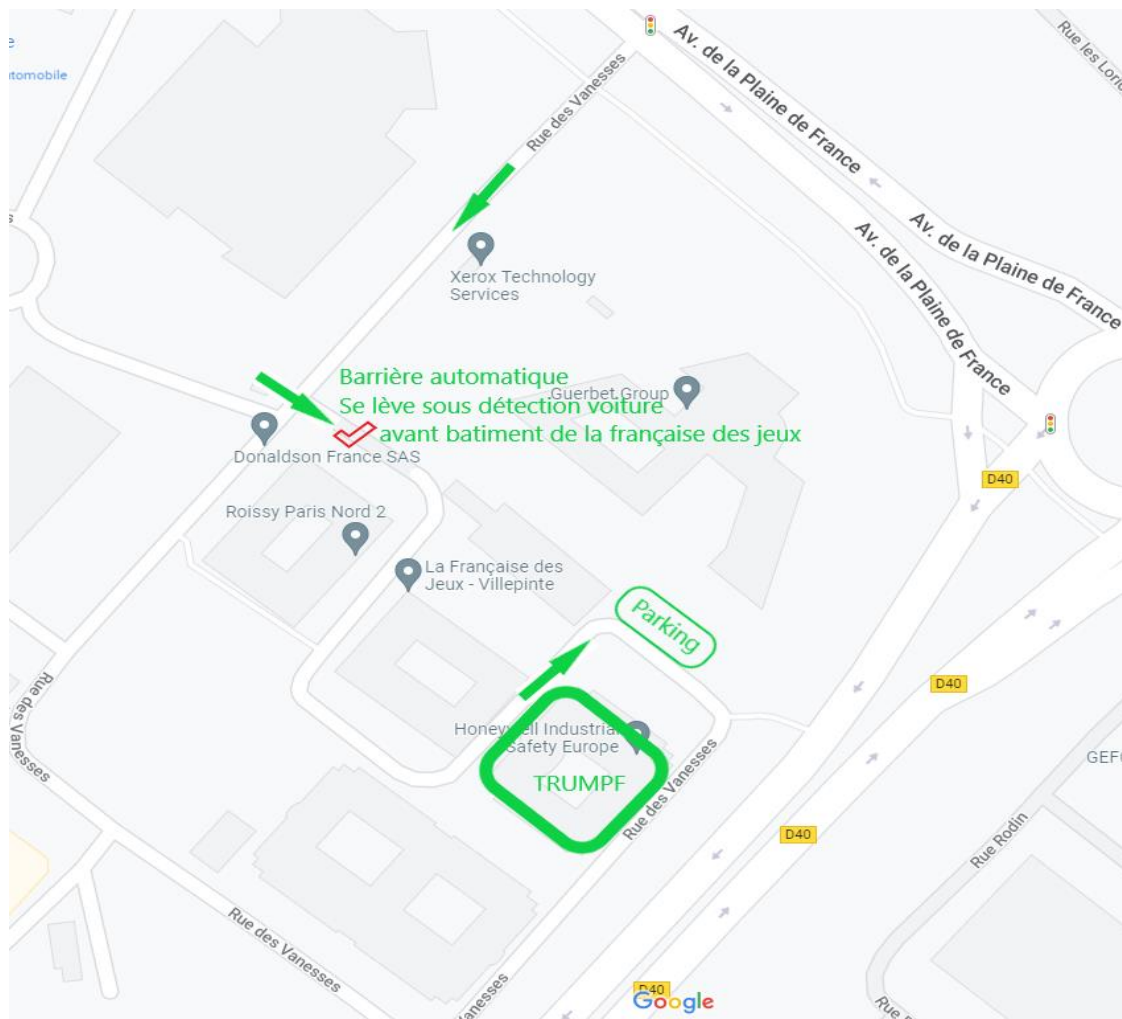 e
utomobile
Av. de la Plaine de France
Rue les Lori
Rue des Vanesses
Av. de la Plaine de France
Av. de la Plaine de France
Xerox Technology
Services
Barrière automatique
Se lève sous détection voiture
avant batiment de la française des jeux
Guerbet Group
Donaldson France SAS
D40
Roissy Paris Nord 2
La Française des
Jeux - Villepinte
Parking
D40
Rue des Vanesses
Honeywell Industrial
Safety Europe
TRUMPF
Rue des Vanesses
GEF
D40
Rue Rodin
Rue des Vanesses
Vanesses
D40
Google
Rue